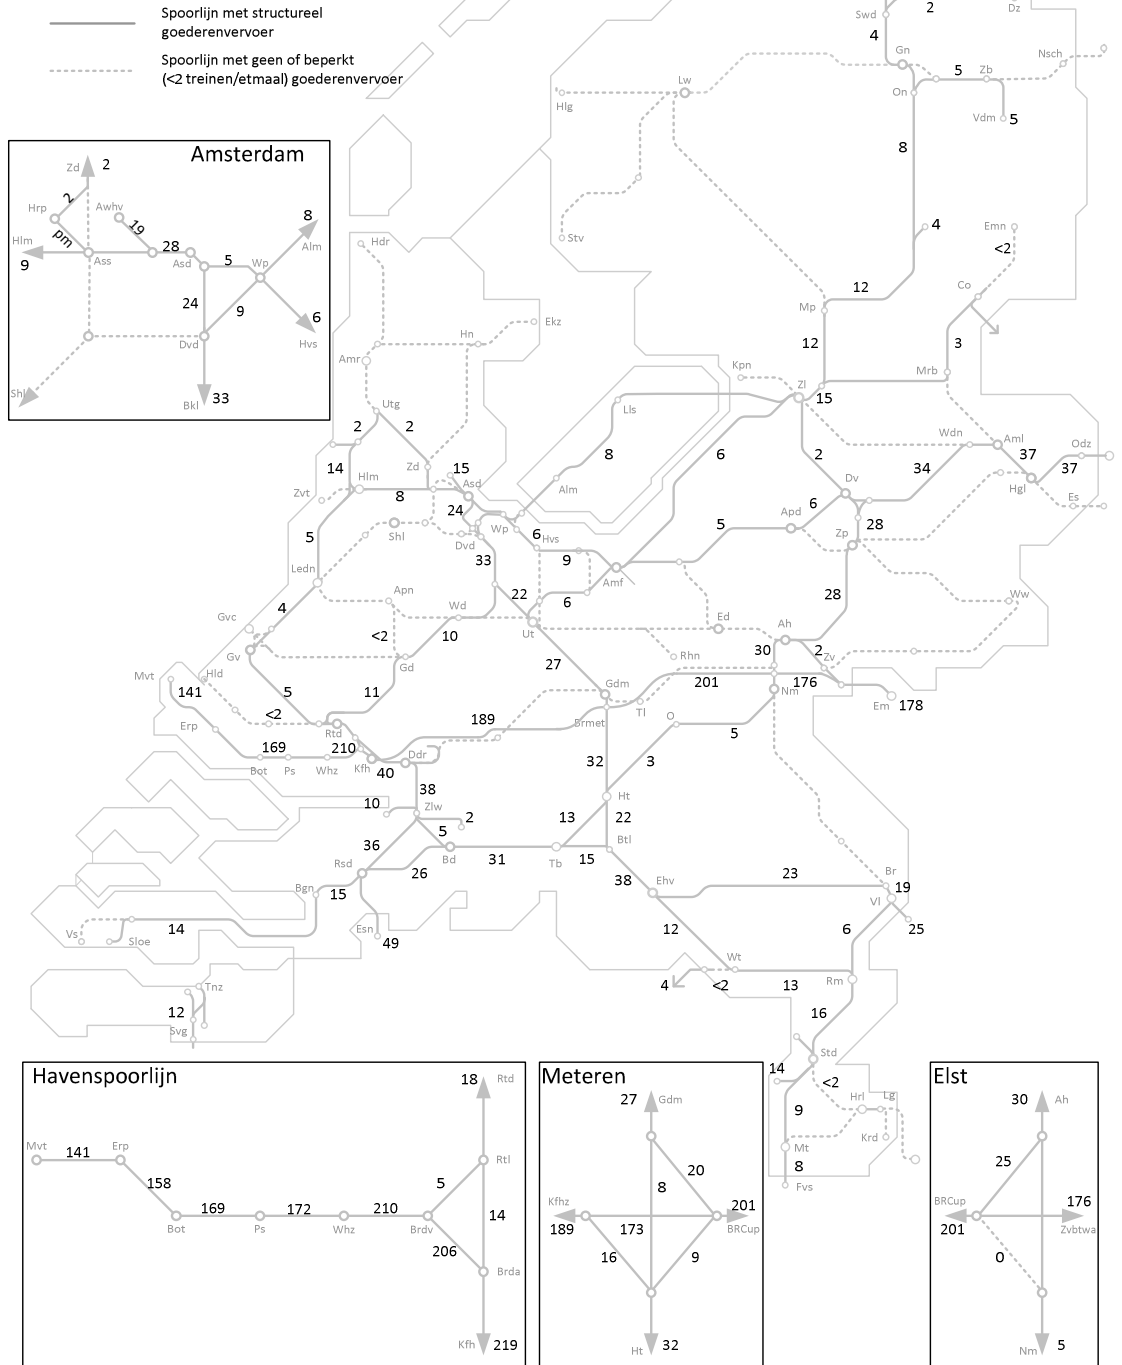 Spoorlijn met structureel
goederenvervoer
Spoorlijn met geen of beperkt
(<2 treinen/etmaal) goederenvervoer
Swd
2
Dz
4
Gn
Nsch
5
Zb
Lw
On
Hlg
Vdm
5
8
Amsterdam
Zd
2
Hrp
2
Awhv
19
8
Hlm
pm
28
Alm
9
Ass
Asd
5
Wp
24
9
6
Dvd
Hvs
Shl
Bkl
33
Stv
Hdr
4
Emn
<2
Co
12
Mp
Ekz
Hn
12
3
Amr
Kpn
Mrb
Zl
15
Utg
Lls
2
2
Wdn
Aml
Odz
14
Zd
15
8
6
2
34
37
37
Hlm
8
Asd
Dv
Hgl
Zvt
Alm
6
Es
24
Apd
5
Shl
Wp
6
5
28
Dvd
Hvs
Zp
Ledn
33
9
Amf
Apn
22
6
28
Ww
4
Wd
Gvc
Ut
Ed
<2
10
Ah
Gv
Gd
27
Rhn
30
2
Zv
Mvt
Hld
141
5
11
Gdm
201
176
Nm
Em
178
Erp
<2
Tl
Rtd
189
Brmet
O
5
169
210
Ddr
Bot
Ps
Whz
Kfh
40
32
3
38
10
Zlw
Ht
2
13
22
5
36
Btl
Rsd
Bd
31
Tb
15
26
38
Ehv
23
Br
Bgn
15
19
Vl
14
Esn
12
6
25
Vs
Sloe
49
Wt
4
<2
13
Rm
Tnz
12
16
Svg
Std
Havenspoorlijn
Meteren
14
<2
Elst
18
Rtd
27
Gdm
9
Hrl
Lg
30
Ah
Krd
Mvt
Erp
Mt
141
8
Fvs
158
5
Rtl
20
25
8
169
172
210
14
Kfhz
201
BRCup
176
Bot
Ps
Whz
Brdv
189
173
BRCup
201
Zvbtwa
206
16
9
0
Brda
Kfh
219
Ht
32
Nm
5